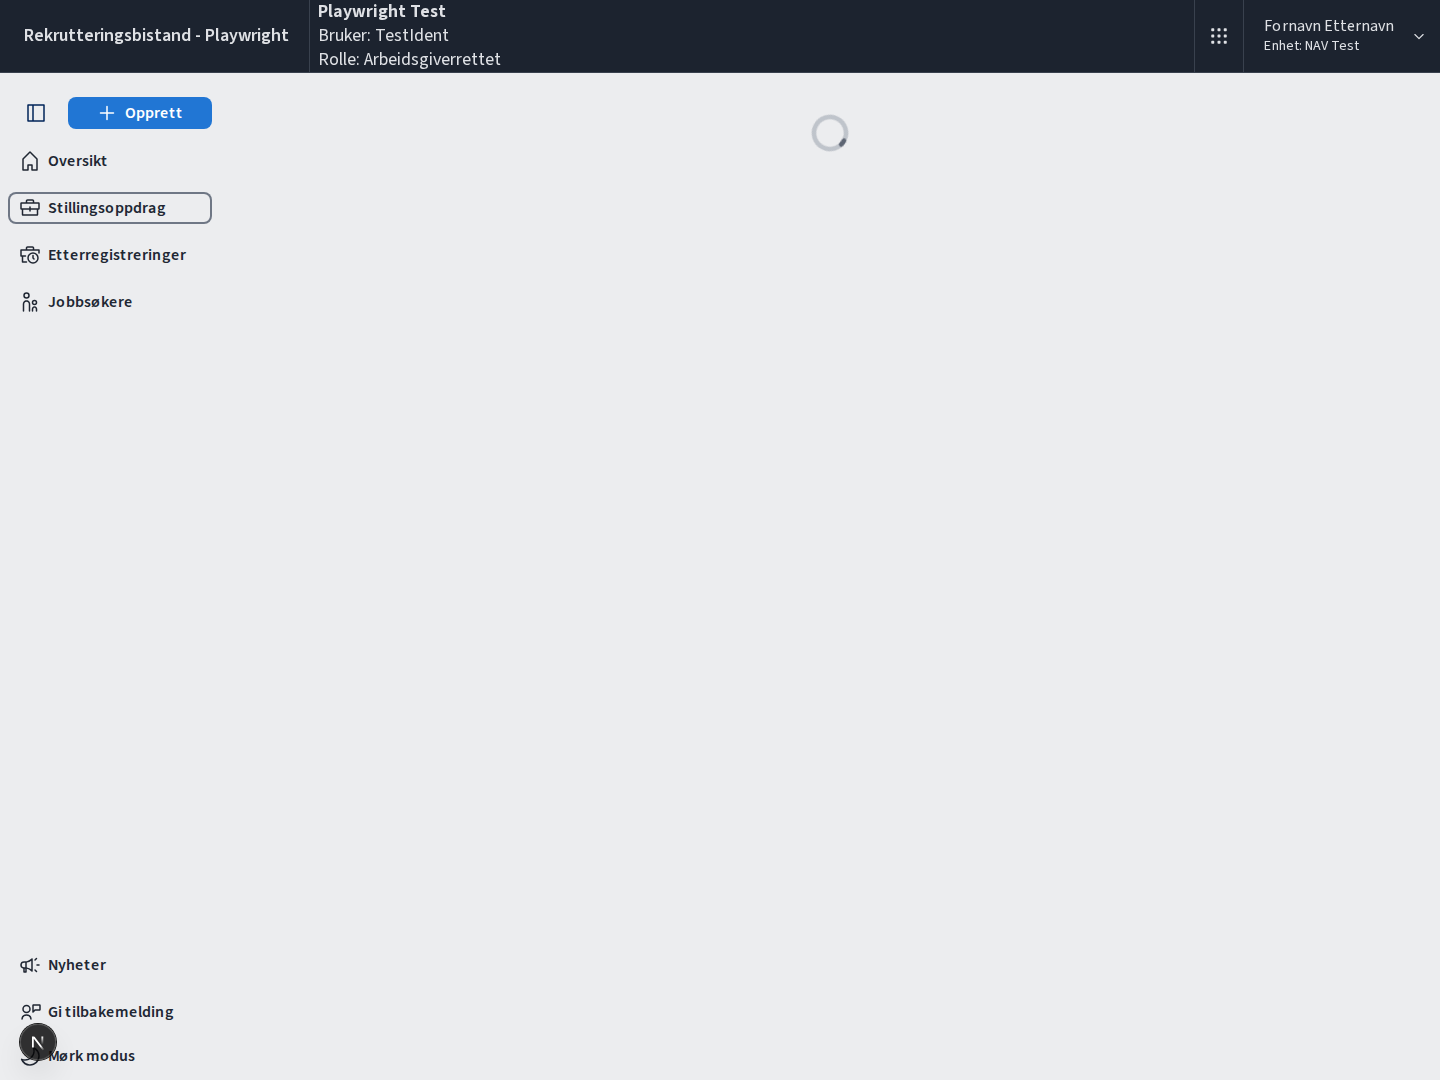 Rekrutteringsbistand - Playwright
Playwright Test
Bruker: TestIdent
Rolle: Arbeidsgiverrettet
Fornavn Etternavn
Enhet: NAV Test
Opprett
Oversikt
Stillingsoppdrag
Etterregistreringer
Jobbsøkere
Nyheter
Gi tilbakemelding
N
Mørk modus